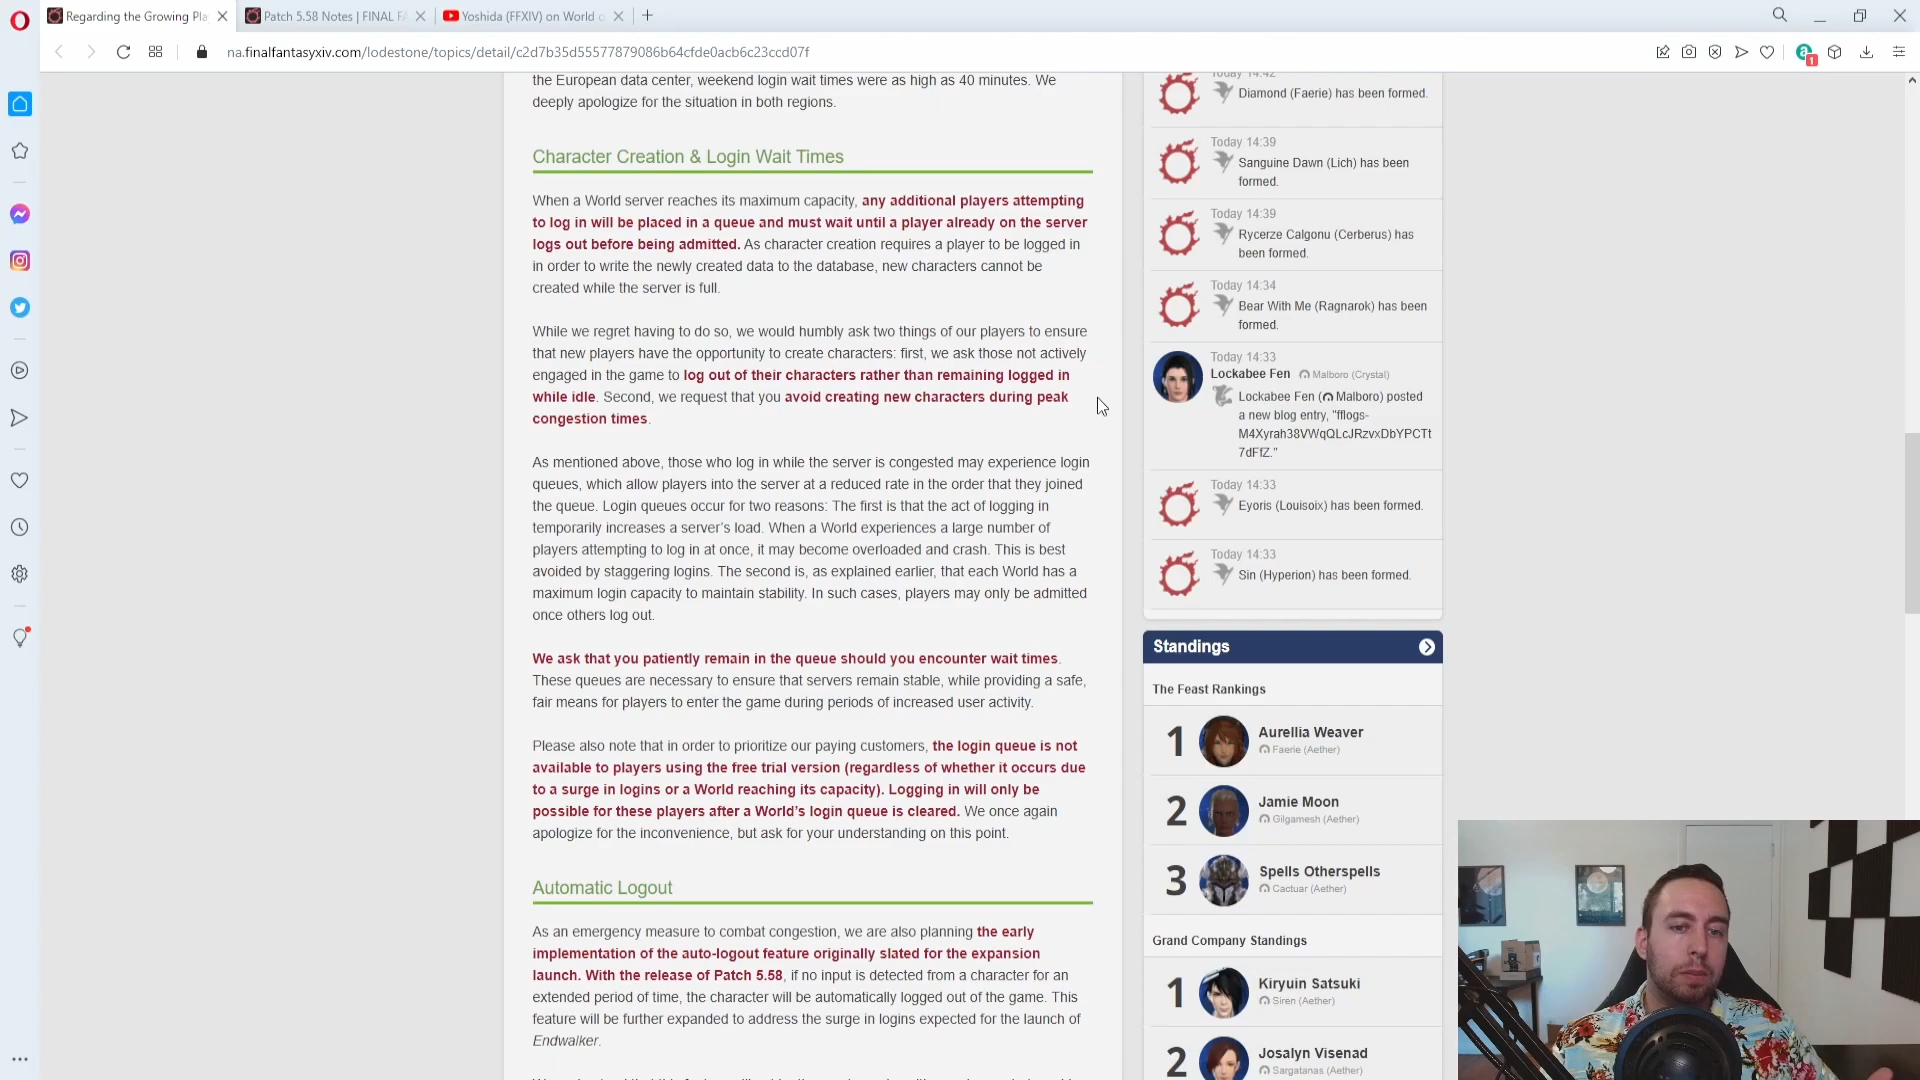 Regarding the Growing Pla
Patch 5.58 Notes | FINAL FA
Yoshida (FFXIV) on World o
na.finalfantasyxiv.com/lodestone/topics/detail/c2d7b35d55577879086b64cfde0acb6c23ccd07f
1
the European data center, weekend login wait times were as high as 40 minutes. We
deeply apologize for the situation in both regions.
Character Creation & Login Wait Times
When a World server reaches its maximum capacity, any additional players attempting
to log in will be placed in a queue and must wait until a player already on the server
logs out before being admitted. As character creation requires a player to be logged in
in order to write the newly created data to the database, new characters cannot be
created while the server is full.
While we regret having to do so, we would humbly ask two things of our players to ensure
that new players have the opportunity to create characters: first, we ask those not actively
engaged in the game to log out of their characters rather than remaining logged in
while idle. Second, we request that you avoid creating new characters during peak
congestion times.
As mentioned above, those who log in while the server is congested may experience login
queues, which allow players into the server at a reduced rate in the order that they joined
the queue. Login queues occur for two reasons: The first is that the act of logging in
temporarily increases a server's load. When a World experiences a large number of
players attempting to log in at once, it may become overloaded and crash. This is best
avoided by staggering logins. The second is, as explained earlier, that each World has a
maximum login capacity to maintain stability. In such cases, players may only be admitted
once others log out.
We ask that you patiently remain in the queue should you encounter wait times.
These queues are necessary to ensure that servers remain stable, while providing a safe,
fair means for players to enter the game during periods of increased user activity.
Please also note that in order to prioritize our paying customers, the login queue is not
available to players using the free trial version (regardless of whether it occurs due
to a surge in logins or a World reaching its capacity). Logging in will only be
possible for these players after a World's login queue is cleared. We once again
apologize for the inconvenience, but ask for your understanding on this point.
Automatic Logout
As an emergency measure to combat congestion, we are also planning the early
implementation of the auto-logout feature originally slated for the expansion
launch. With the release of Patch 5.58, if no input is detected from a character for an
extended period of time, the character will be automatically logged out of the game. This
feature will be further expanded to address the surge in logins expected for the launch of
Endwalker.
Today 14:42
Diamond (Faerie) has been formed.
Today 14:39
Sanguine Dawn (Lich) has been
formed.
Today 14:39
Rycerze Calgonu (Cerberus) has
been formed.
Today 14:34
Bear With Me (Ragnarok) has been
formed.
Today 14:33
Lockabee Fen Malboro (Crystal)
Lockabee Fen (Malboro) posted
a new blog entry, "fflogs-
M4Xyrah38VWqQLcJRzvxDbYPCTt
7dFfZ."
Today 14:33
Eyoris (Louisoix) has been formed.
Today 14:33
Sin (Hyperion) has been formed.
Standings
The Feast Rankings
1 Aurellia Weaver
Faerie (Aether)
2 Jamie Moon
Gilgamesh (Aether)
3 Spells Otherspells
Cactuar (Aether)
Grand Company Standings
1 Kiryuin Satsuki
Siren (Aether)
2 Josalyn Visenad
Sargatanas (Aether)